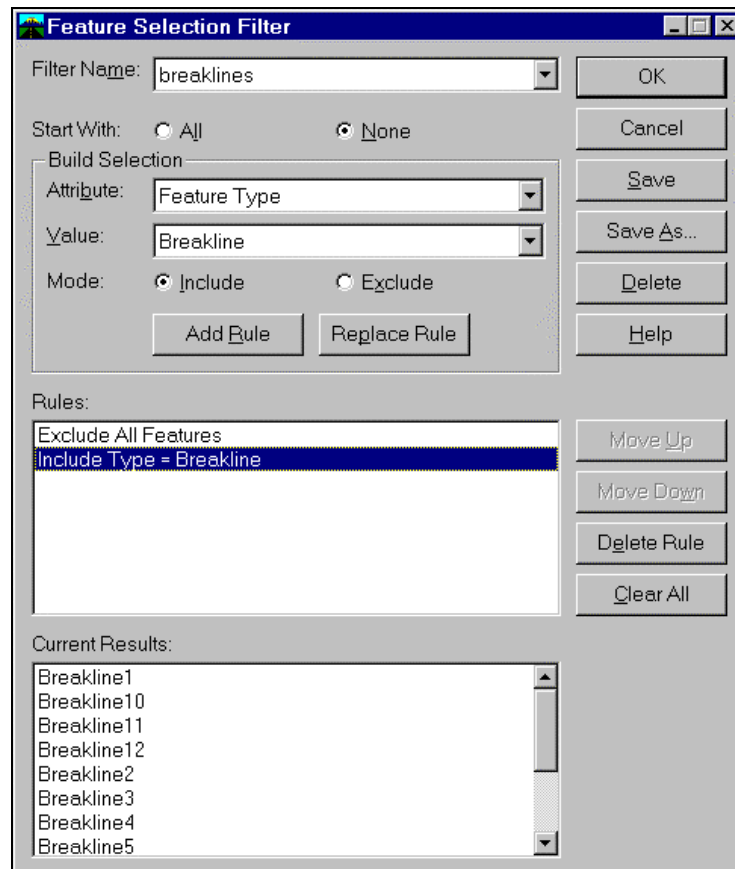 Feature Selection Filter
Filter Name: breaklines
OK
Start With: All None
Cancel
Build Selection
Attribute: Feature Type
Save
Value: Breakline
Save As...
Mode: Include Exclude
Delete
Add Rule Replace Rule
Help
Rules:
Exclude All Features
Include Type = Breakline
Move Up
Move Down
Delete Rule
Clear All
Current Results:
Breakline1
Breakline10
Breakline11
Breakline12
Breakline2
Breakline3
Breakline4
Breakline5